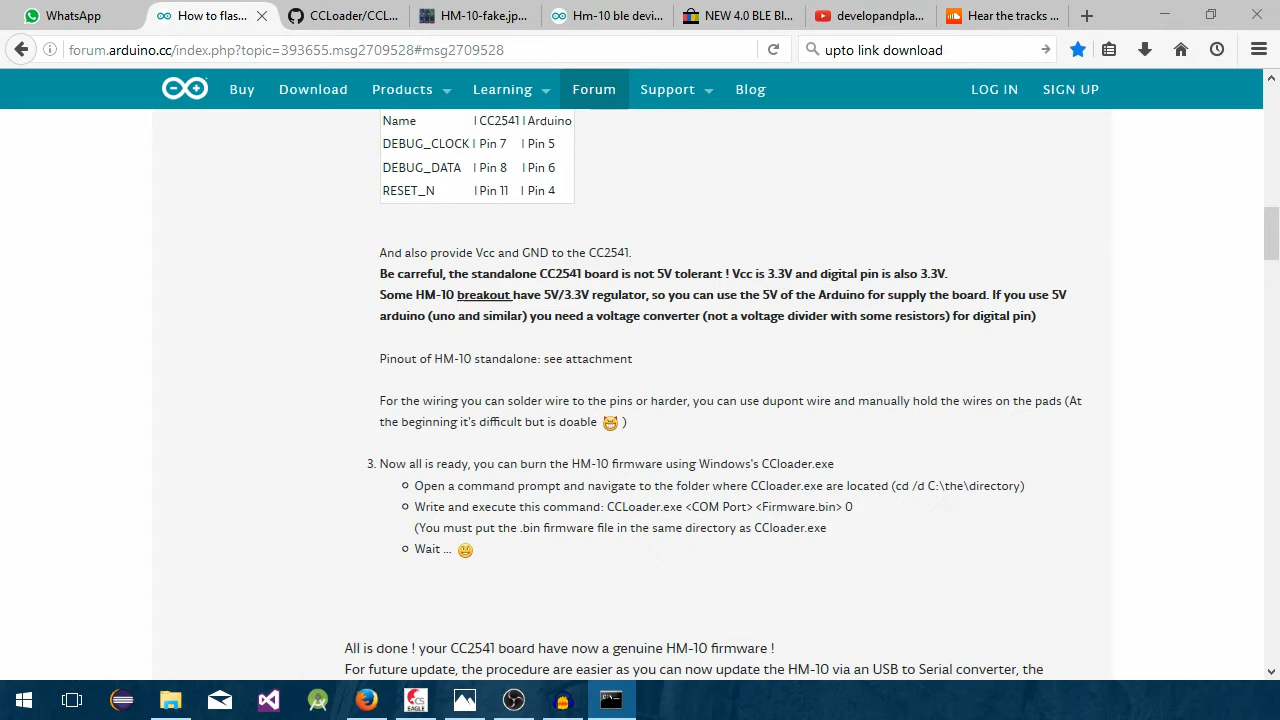 WhatsApp
How to flas...
CCLoader/CCL...
HM-10-fake.jp...
Hm-10 ble devi...
NEW 4.0 BLE Bl...
developandpla...
Hear the tracks ...
forum.arduino.cc/index.php?topic=393655.msg2709528#msg2709528
upto link download
Buy Download Products Learning Forum Support Blog LOG IN SIGN UP
Name | CC2541 | Arduino
DEBUG_CLOCK | Pin 7 | Pin 5
DEBUG_DATA | Pin 8 | Pin 6
RESET_N | Pin 11 | Pin 4
And also provide Vcc and GND to the CC2541.
Be carreful, the standalone CC2541 board is not 5V tolerant ! Vcc is 3.3V and digital pin is also 3.3V.
Some HM-10 breakout have 5V/3.3V regulator, so you can use the 5V of the Arduino for supply the board. If you use 5V
arduino (uno and similar) you need a voltage converter (not a voltage divider with some resistors) for digital pin)
Pinout of HM-10 standalone: see attachment
For the wiring you can solder wire to the pins or harder, you can use dupont wire and manually hold the wires on the pads (At
the beginning it's difficult but is doable )
3. Now all is ready, you can burn the HM-10 firmware using Windows's CCloader.exe
Open a command prompt and navigate to the folder where CCloader.exe are located (cd /d C:\the\directory)
Write and execute this command: CCLoader.exe <COM Port> <Firmware.bin> 0
(You must put the .bin firmware file in the same directory as CCloader.exe
Wait ...
All is done ! your CC2541 board have now a genuine HM-10 firmware !
For future update, the procedure are easier as you can now update the HM-10 via an USB to Serial converter, the
CS
EAGLE